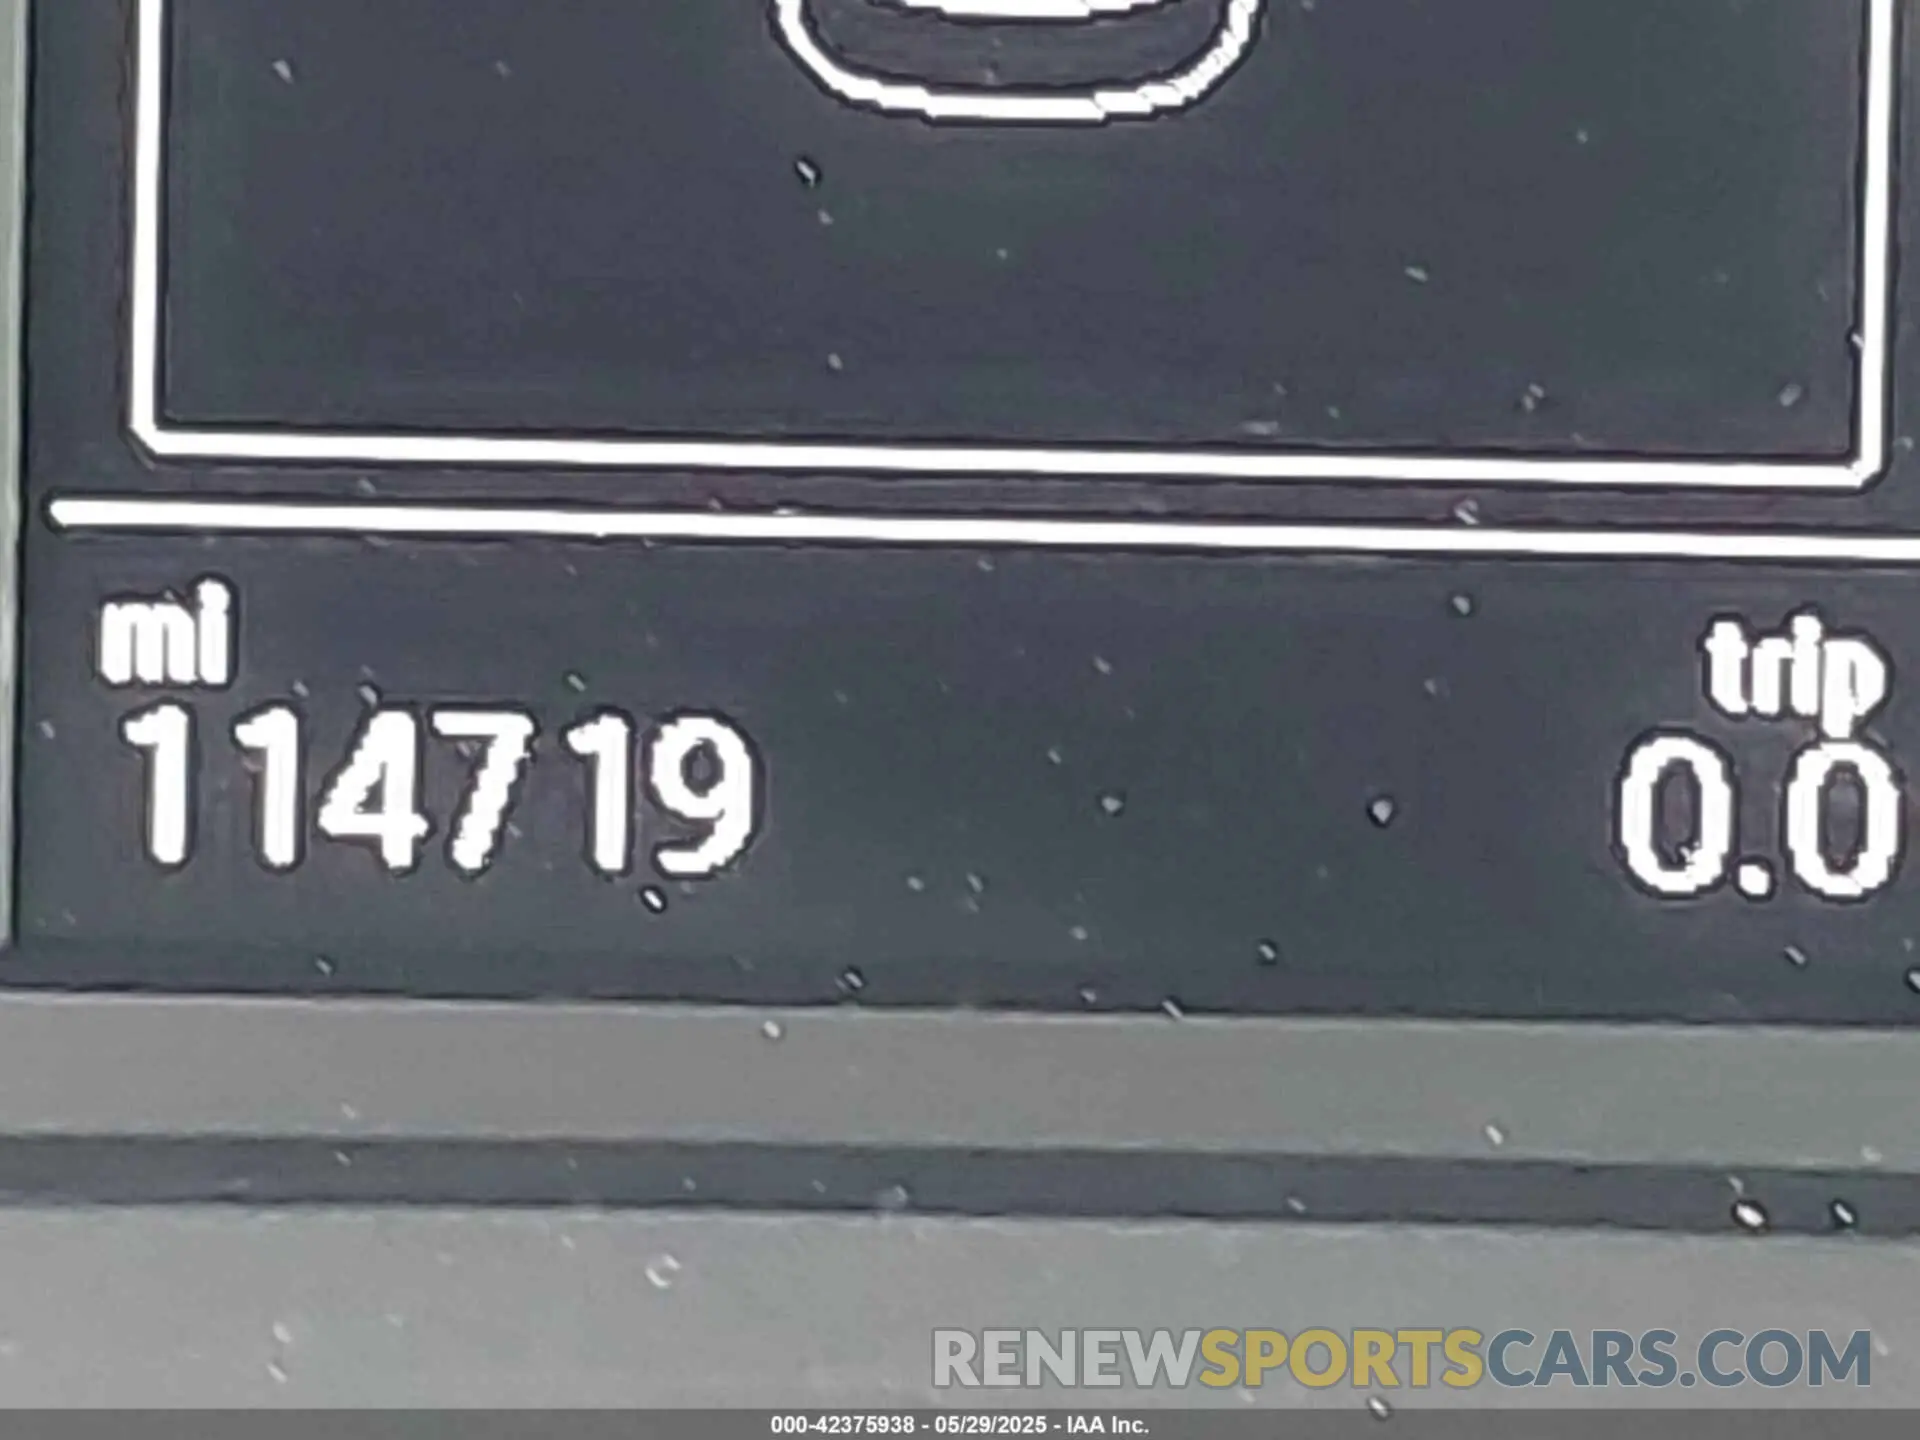 mi
114719
trip
0.0
RENEWSPORTSCARS.COM
000-42375938 - 05/29/2025 - IAA Inc.